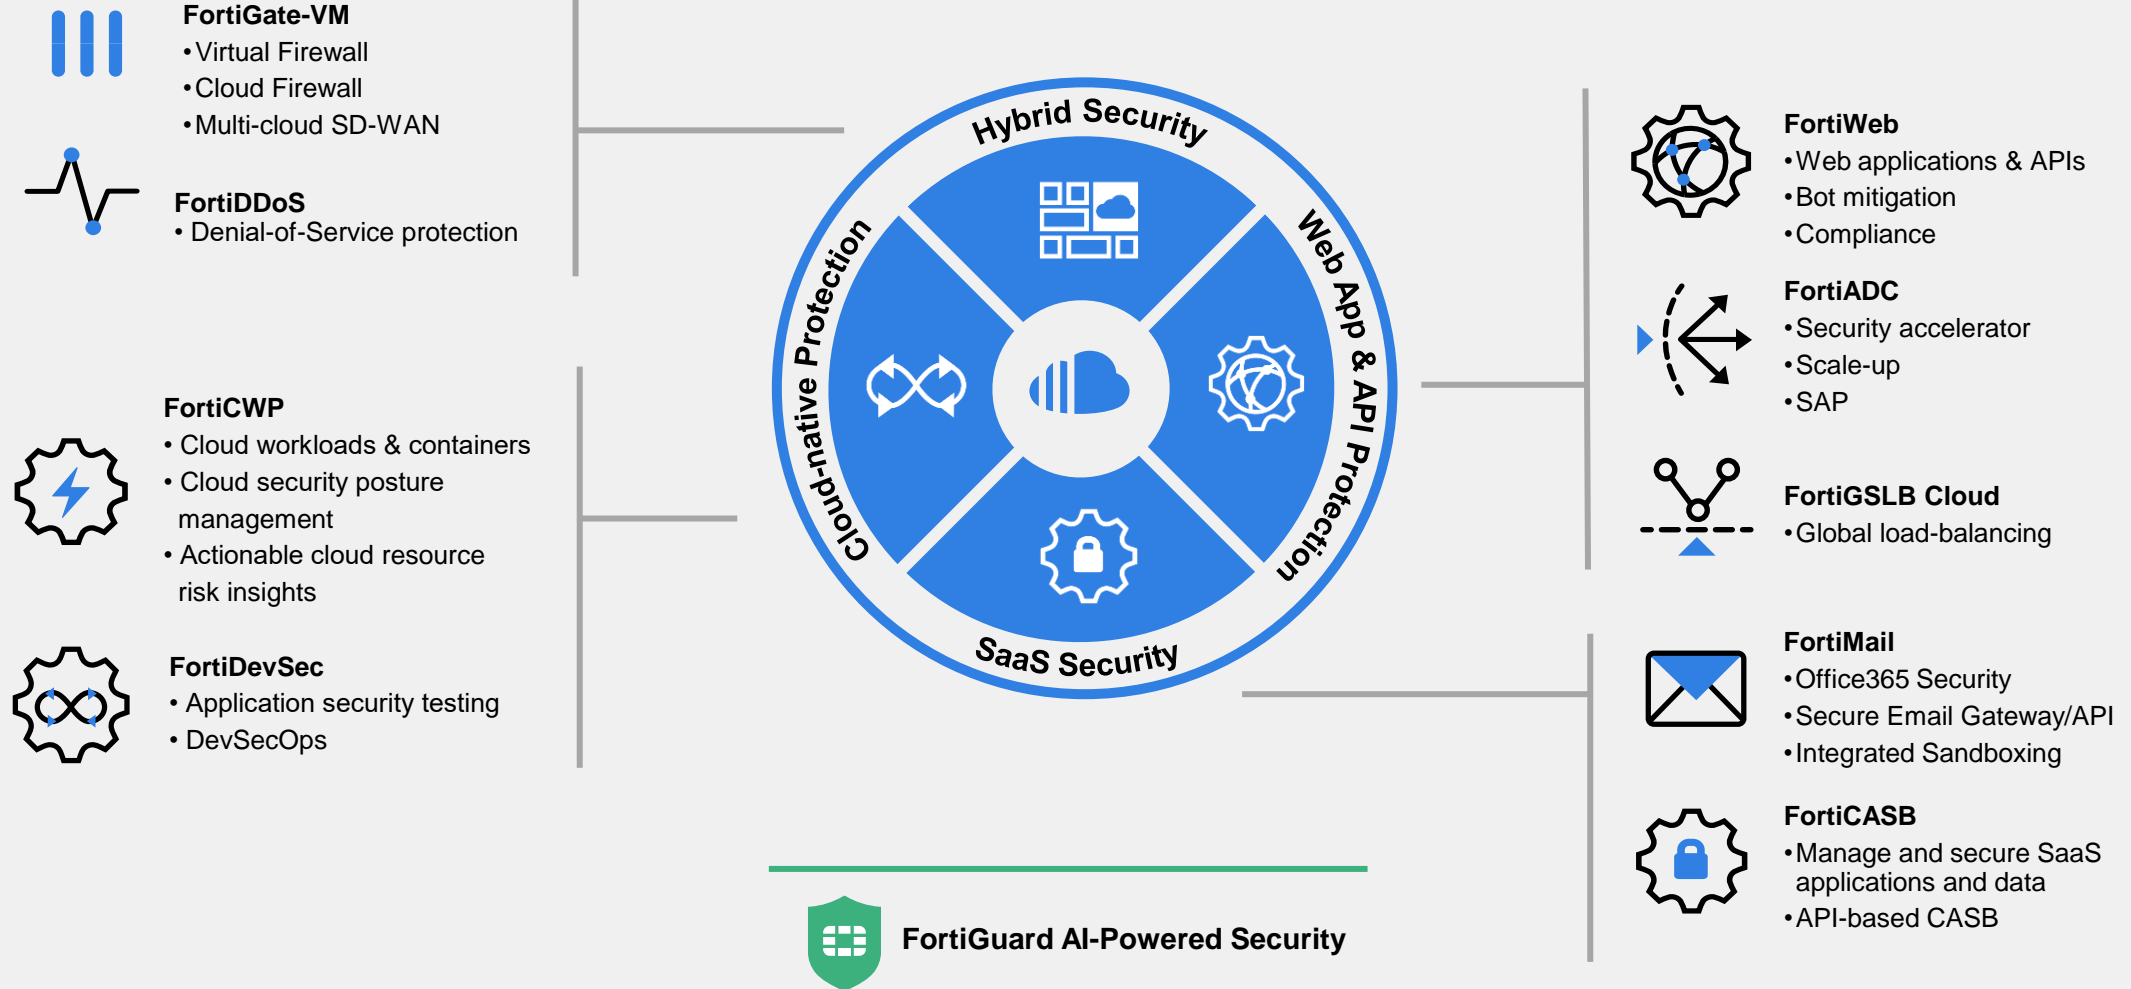 FortiGate-VM
•Virtual Firewall
•Cloud Firewall
•Multi-cloud SD-WAN
FortiDDoS
• Denial-of-Service protection
FortiCWP
• Cloud workloads & containers
• Cloud security posture
management
• Actionable cloud resource
risk insights
FortiDevSec
• Application security testing
• DevSecOps
Hybrid Security
Cloud-native Protection
Web App & API Protection
SaaS Security
FortiWeb
•Web applications & APIs
•Bot mitigation
•Compliance
FortiADC
•Security accelerator
•Scale-up
•SAP
FortiGSLB Cloud
•Global load-balancing
FortiMail
•Office365 Security
•Secure Email Gateway/API
•Integrated Sandboxing
FortiCASB
•Manage and secure SaaS
applications and data
•API-based CASB
FortiGuard AI-Powered Security